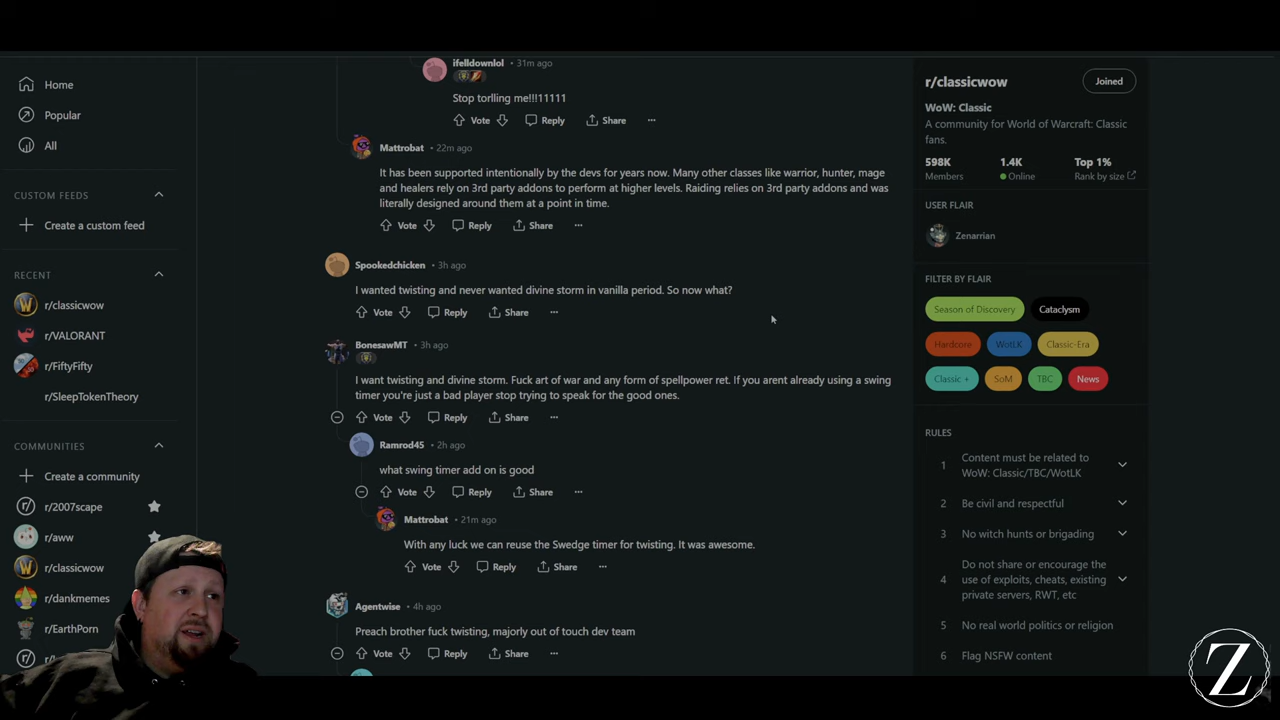 Home
Popular
All
CUSTOM FEEDS
Create a custom feed
RECENT
r/classicwow
r/VALORANT
r/FiftyFifty
r/SleepTokenTheory
COMMUNITIES
Create a community
r/2007scape
r/aww
r/classicwow
r/dankmemes
r/EarthPorn
ifelldownlol • 31m ago
Stop torlling me!!!11111
Vote Reply Share
Mattrobat • 22m ago
It has been supported intentionally by the devs for years now. Many other classes like warrior, hunter, mage
and healers rely on 3rd party addons to perform at higher levels. Raiding relies on 3rd party addons and was
literally designed around them at a point in time.
Vote Reply Share
Spookedchicken • 3h ago
I wanted twisting and never wanted divine storm in vanilla period. So now what?
Vote Reply Share
BonesawMT • 3h ago
I want twisting and divine storm. Fuck art of war and any form of spellpower ret. If you arent already using a swing
timer you're just a bad player stop trying to speak for the good ones.
Vote Reply Share
Ramrod45 • 2h ago
what swing timer add on is good
Vote Reply Share
Mattrobat • 21m ago
With any luck we can reuse the Swedge timer for twisting. It was awesome.
Vote Reply Share
Agentwise • 4h ago
Preach brother fuck twisting, majorly out of touch dev team
Vote Reply Share
r/classicwow
Joined
WoW: Classic
A community for World of Warcraft: Classic
fans.
598K 1.4K Top 1%
Members Online Rank by size
USER FLAIR
Zenarrian
FILTER BY FLAIR
Season of Discovery Cataclysm
Hardcore WotLK Classic-Era
Classic + SoM TBC News
RULES
1 Content must be related to
WoW: Classic/TBC/WotLK
2 Be civil and respectful
3 No witch hunts or brigading
4 Do not share or encourage the
use of exploits, cheats, existing
private servers, RWT, etc
5 No real world politics or religion
6 Flag NSFW content
Z